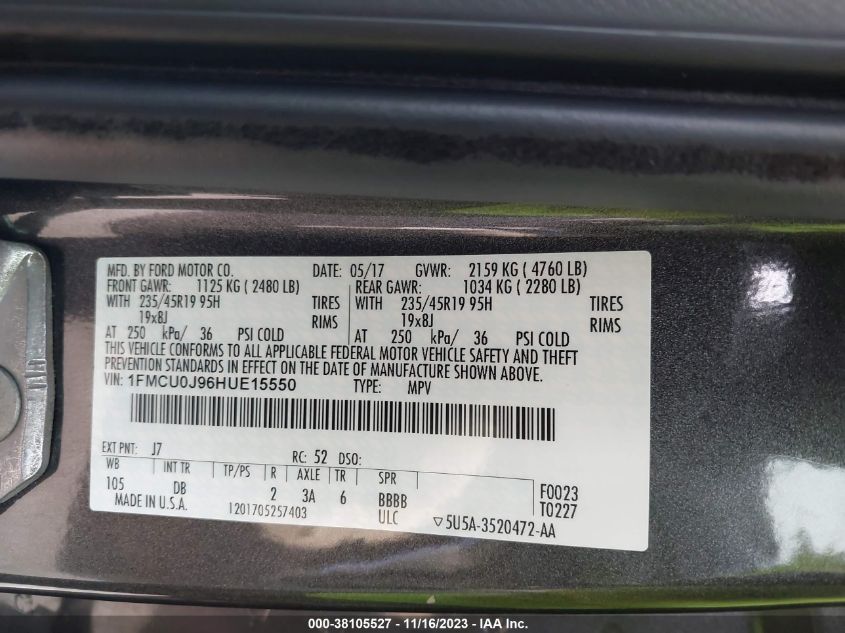 MFD. BY FORD MOTOR CO. DATE: 05/17 GVWR: 2159 KG ( 4760 LB)
FRONT GAWR: 1125 KG ( 2480 LB) REAR GAWR: 1034 KG ( 2280 LB)
WITH 235/45R19 95H TIRES WITH 235/45R19 95H TIRES
19x8J RIMS 19x8J RIMS
AT 250 kPa/ 36 PSI COLD AT 250 kPa/ 36 PSI COLD
THIS VEHICLE CONFORMS TO ALL APPLICABLE FEDERAL MOTOR VEHICLE SAFETY AND THEFT
PREVENTION STANDARDS IN EFFECT ON THE DATE OF MANUFACTURE SHOWN ABOVE.
VIN: 1FMCU0J96HUE15550 TYPE: MPV
EXT PNT: J7 RC: 52 DSO:
WB INT TR TP/PS R AXLE TR SPR
105 DB 2 3A 6 BBBB F0023
MADE IN U.S.A. 1201705257403 ULC T0227
▽5U5A-3520472-AA
000-38105527 - 11/16/2023 - IAA Inc.